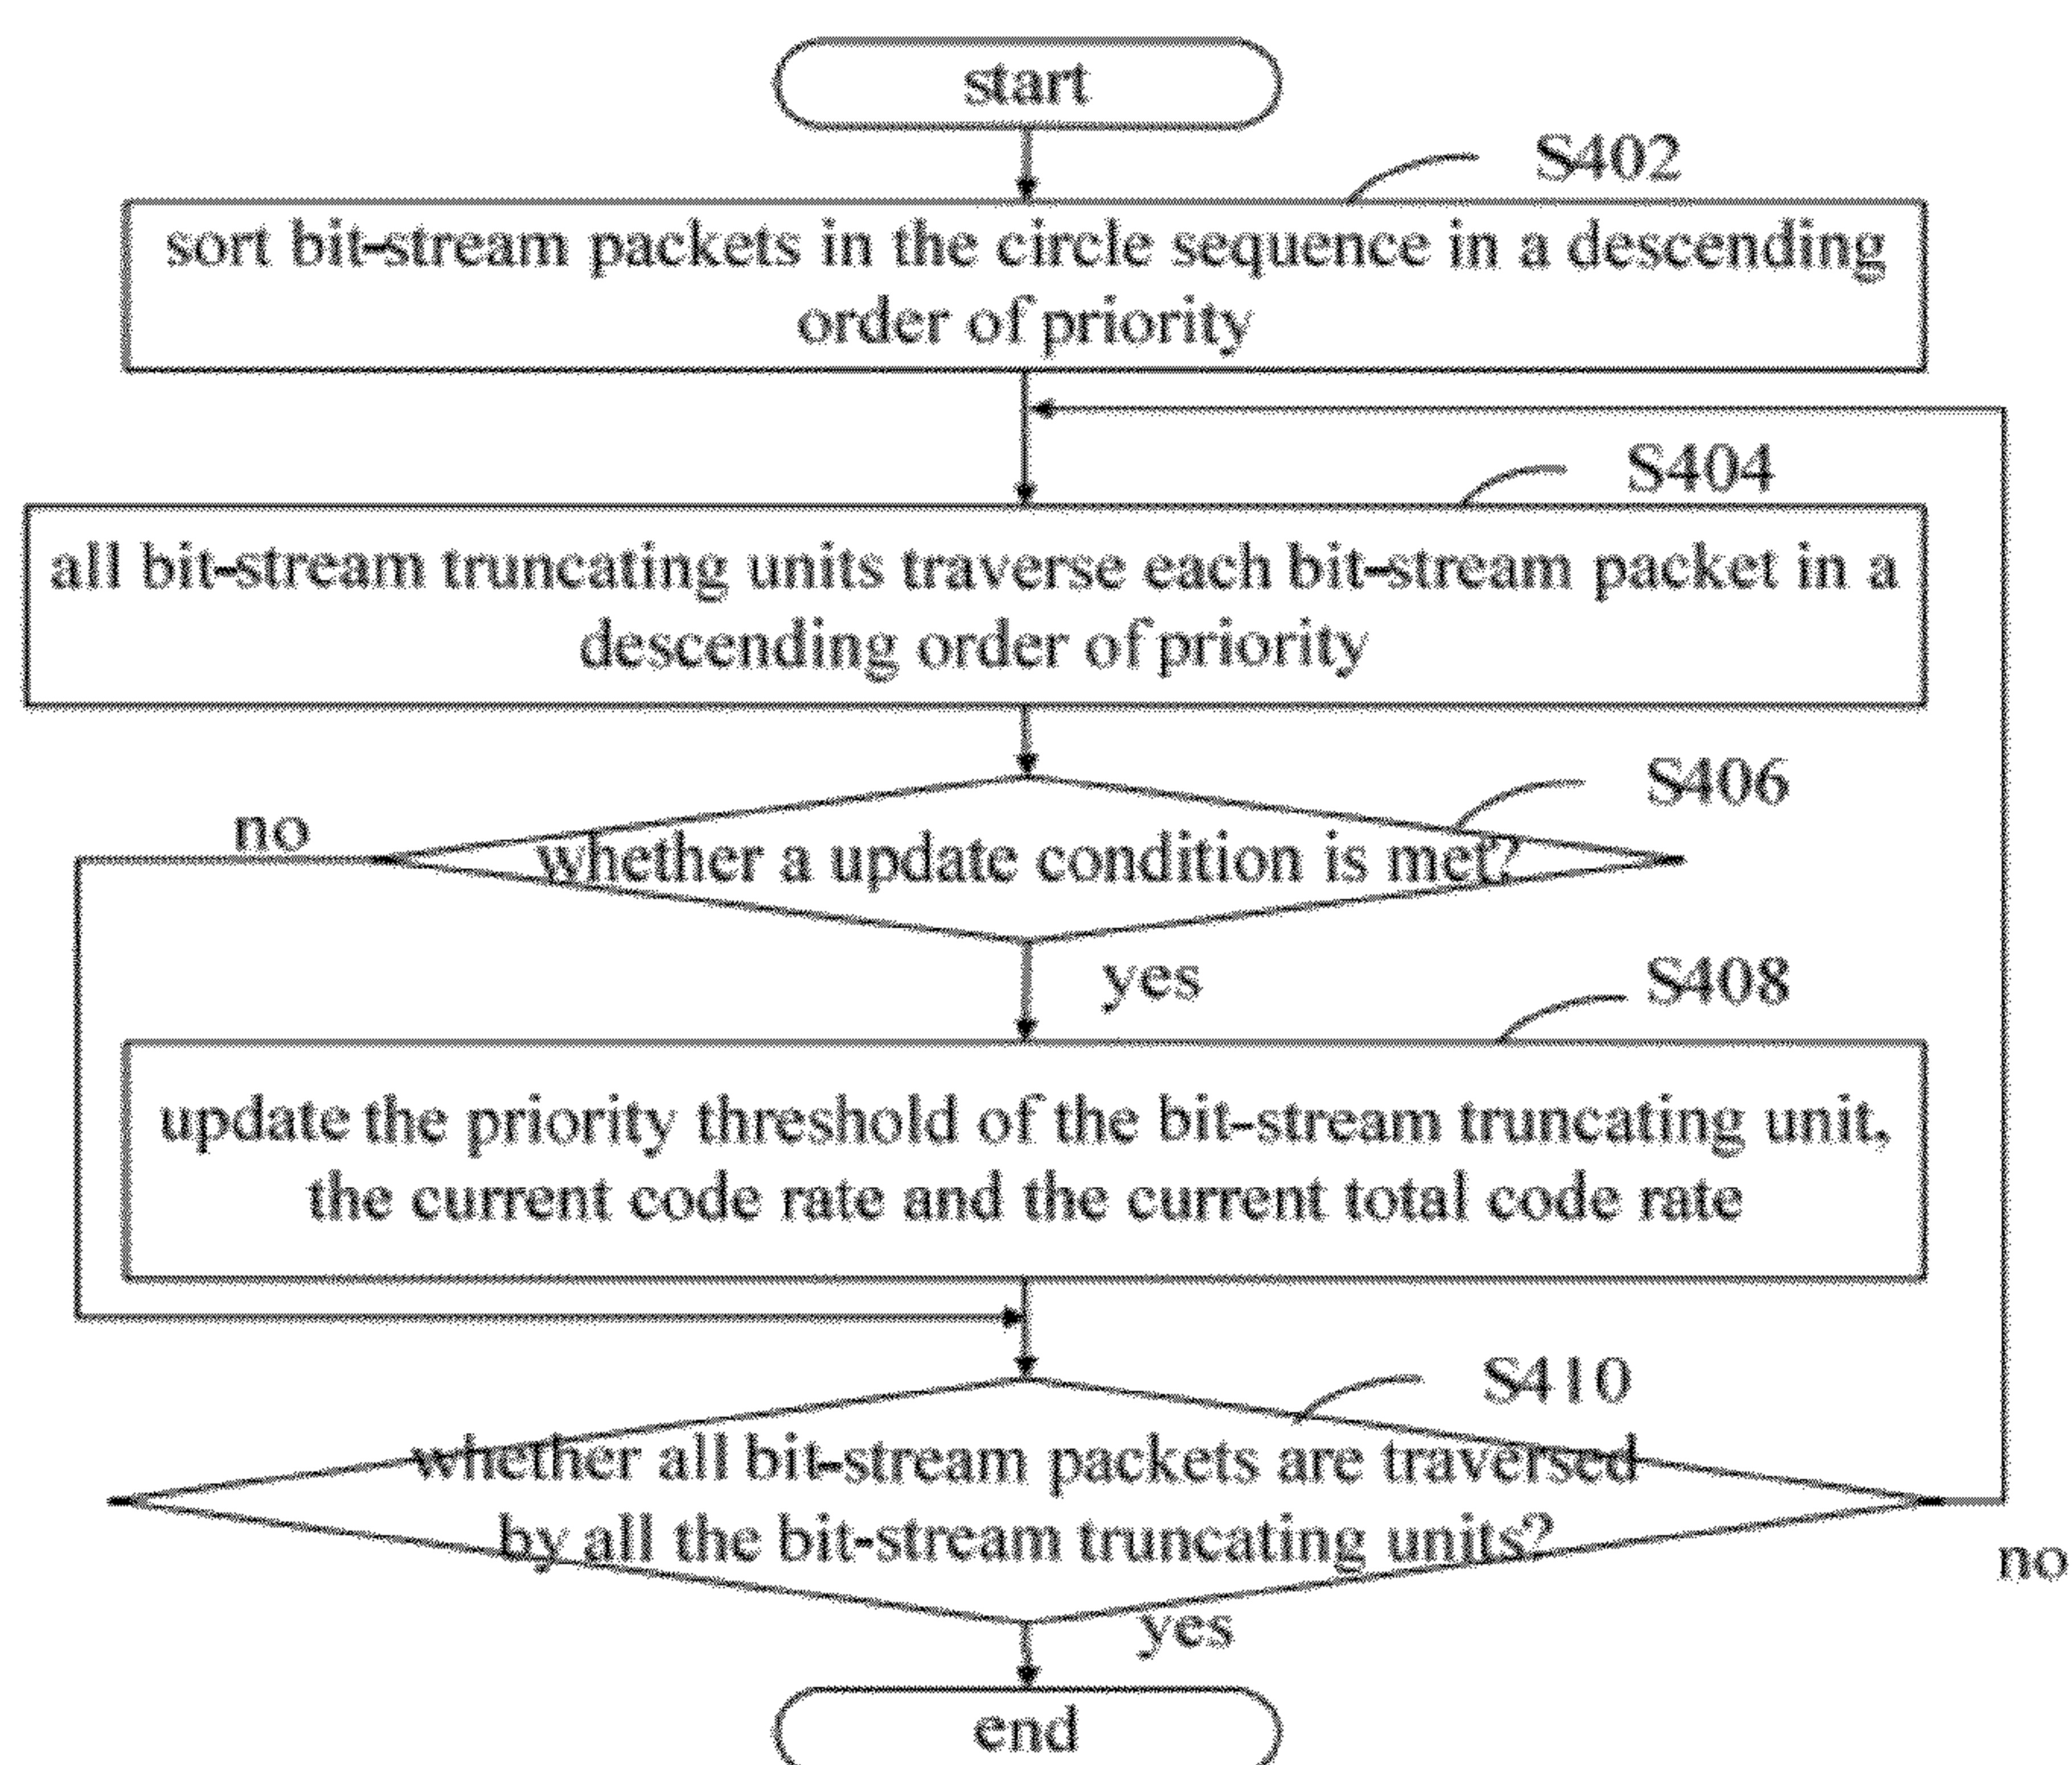 start
S402
sort bit-stream packets in the circle sequence in a descending
order of priority
S404
all bit-stream truncating units traverse each bit-stream packet in a
descending order of priority
S406
no
whether a update condition is met?
yes
S408
update the priority threshold of the bit-stream truncating unit,
the current code rate and the current total code rate
S410
whether all bit-stream packets are traversed
by all the bit-stream truncating units?
no
yes
end